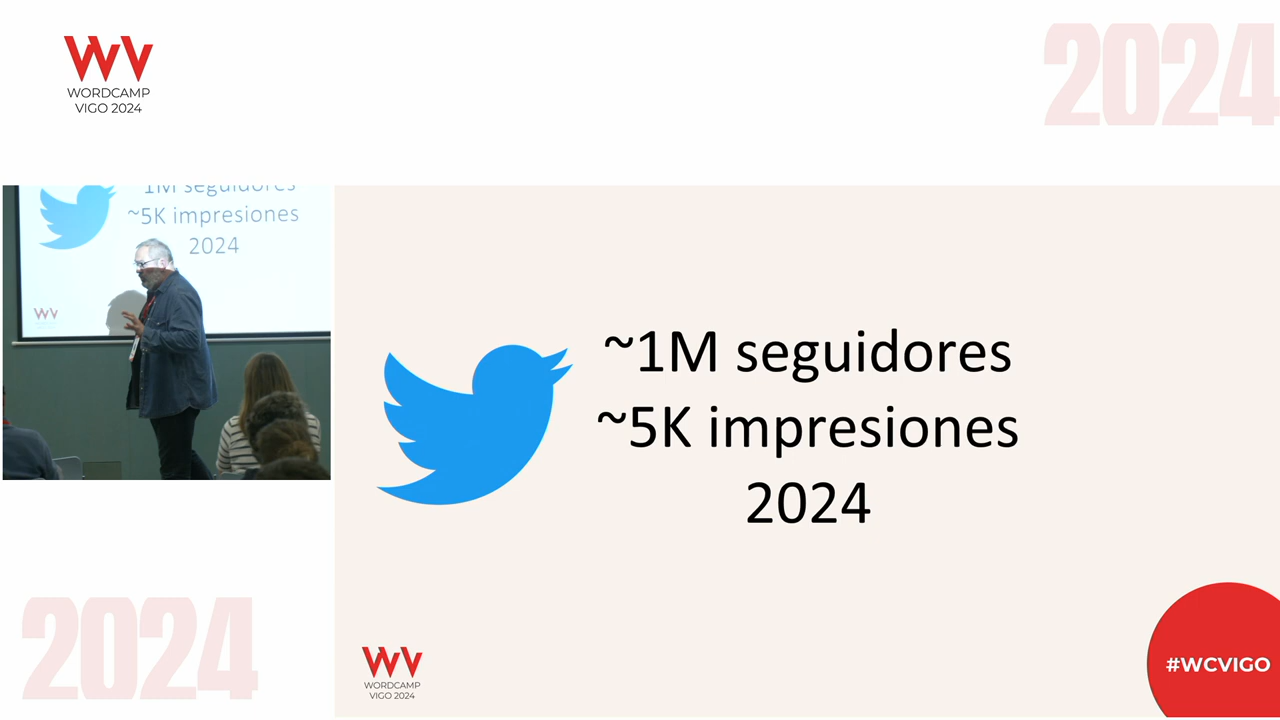 WORDCAMP
VIGO 2024
2024
1M seguidores
~5K impresiones
2024
~1M seguidores
~5K impresiones
2024
2024
WORDCAMP
VIGO 2024
#WCVIGO